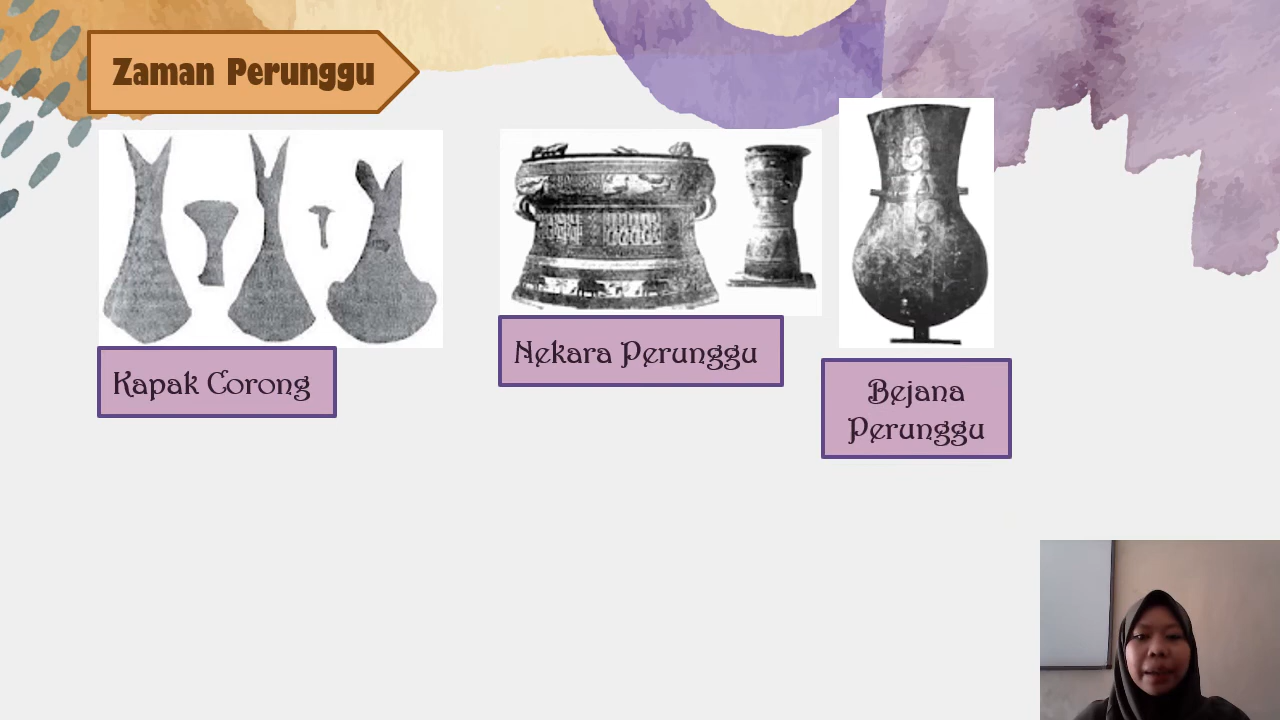 Zaman Perunggu
Kapak Corong
Nekara Perunggu
Bejana
Perunggu